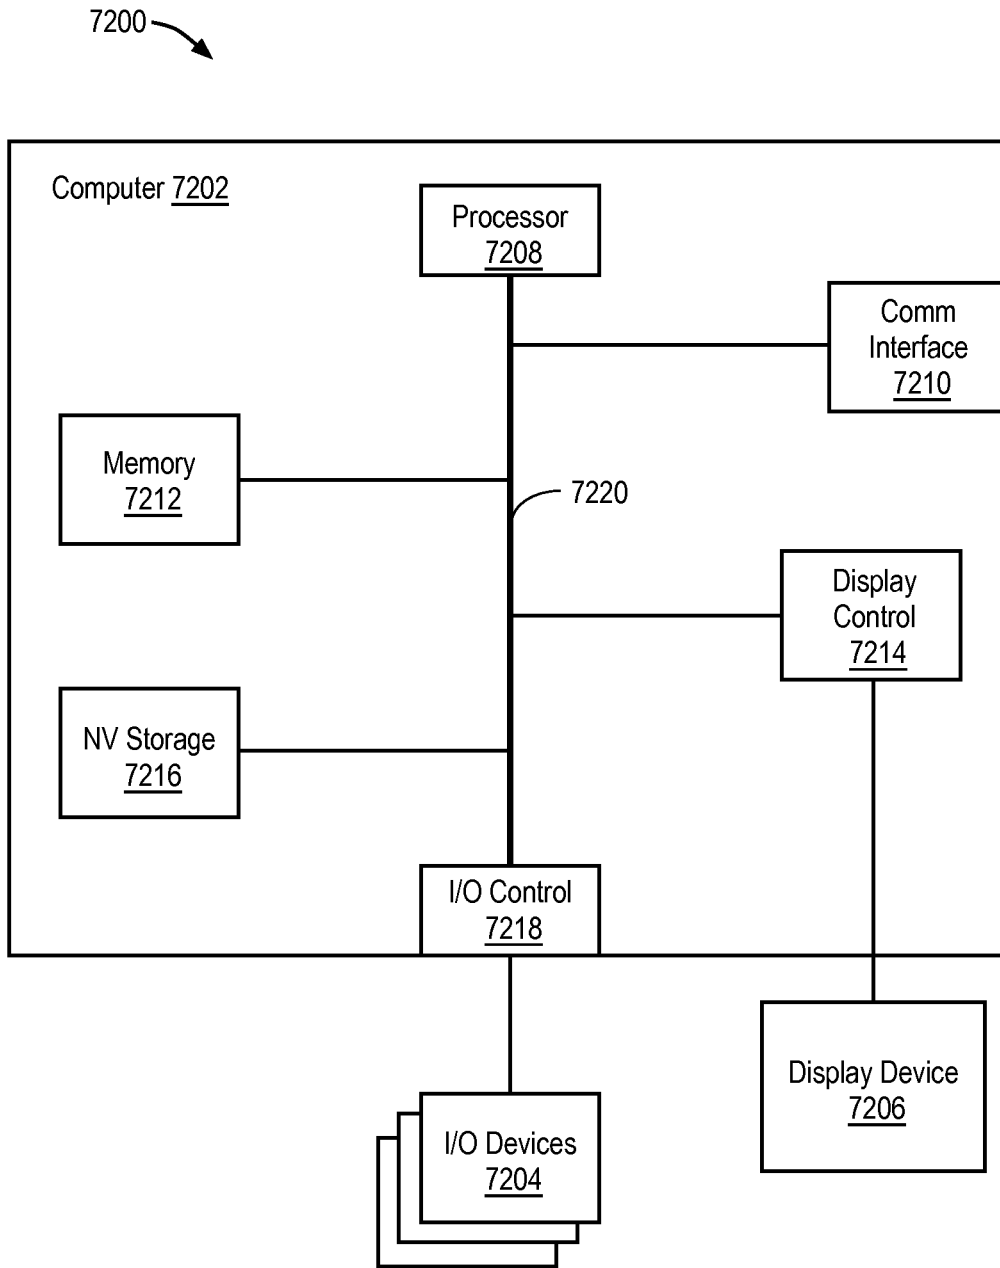 7200
Computer 7202
Processor
7208
Comm
Interface
7210
Memory
7212
7220
Display
Control
7214
NV Storage
7216
I/O Control
7218
Display Device
7206
I/O Devices
7204